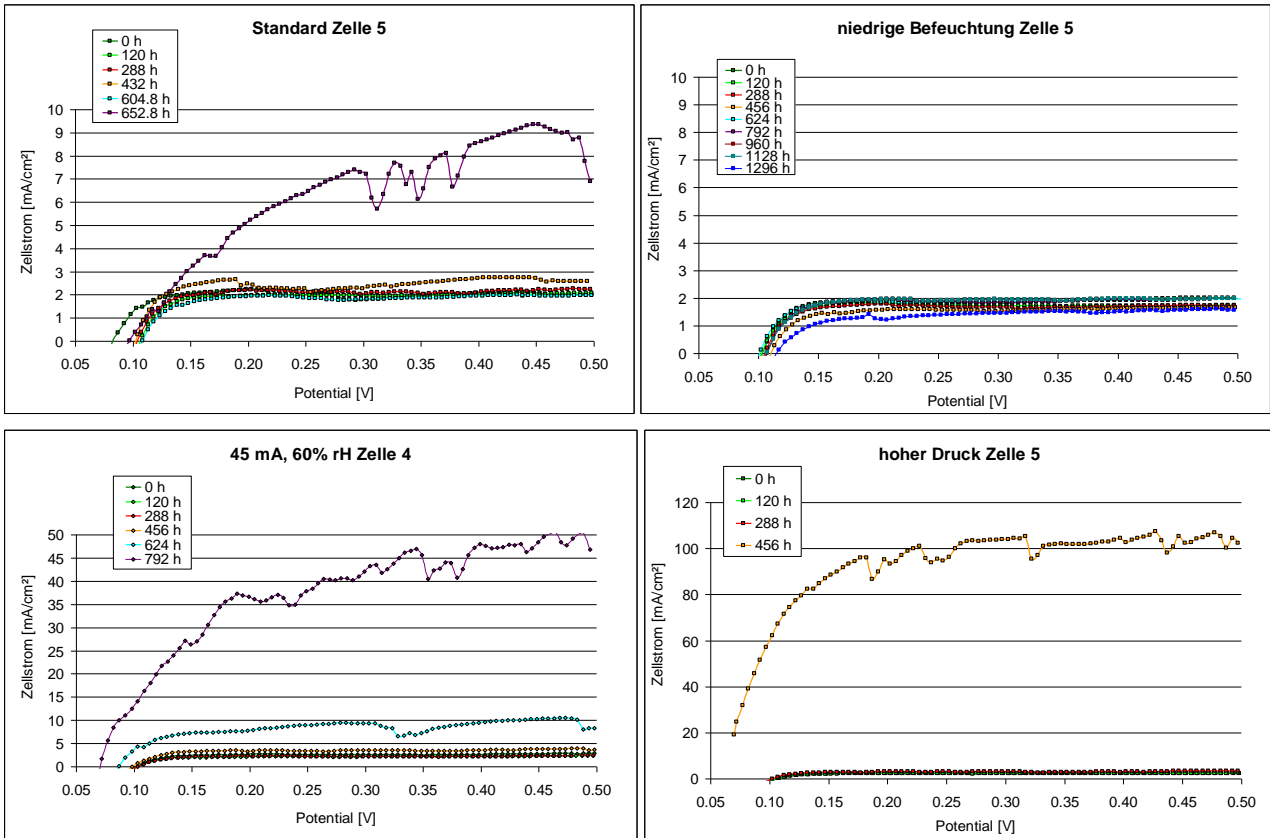 Standard Zelle 5
0 h
120 h
288 h
432 h
604.8 h
652.8 h
10
9
8
7
6
5
4
3
2
1
0
Zellstrom [mA/cm²]
0.05 0.10 0.15 0.20 0.25 0.30 0.35 0.40 0.45 0.50
Potential [V]
niedrige Befeuchtung Zelle 5
0 h
120 h
288 h
456 h
624 h
792 h
960 h
1128 h
1296 h
10
9
8
7
6
5
4
3
2
1
0
Zellstrom [mA/cm²]
0.05 0.10 0.15 0.20 0.25 0.30 0.35 0.40 0.45 0.50
Potential [V]
45 mA, 60% rH Zelle 4
0 h
120 h
288 h
456 h
624 h
792 h
50
45
40
35
30
25
20
15
10
5
0
Zellstrom [mA/cm²]
0.05 0.10 0.15 0.20 0.25 0.30 0.35 0.40 0.45 0.50
Potential [V]
hoher Druck Zelle 5
0 h
120 h
288 h
456 h
120
100
80
60
40
20
0
Zellstrom [mA/cm²]
0.05 0.10 0.15 0.20 0.25 0.30 0.35 0.40 0.45 0.50
Potential [V]